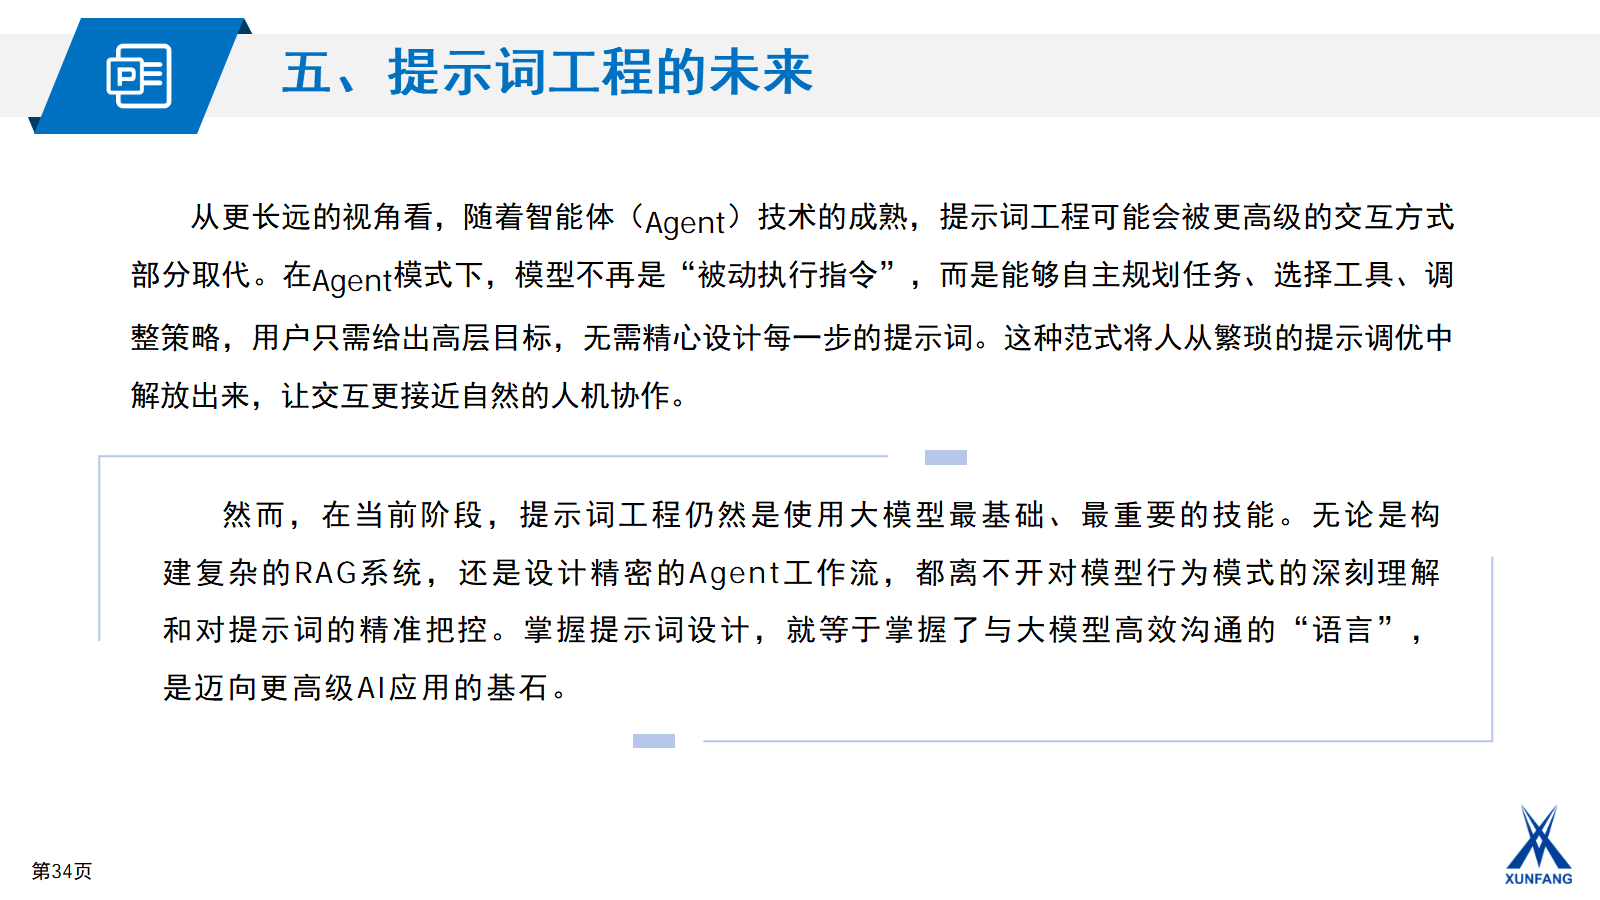 五、提示词工程的未来
从更长远的视角看，随着智能体（Agent）技术的成熟，提示词工程可能会被更高级的交互方式
部分取代。在Agent模式下，模型不再是“被动执行指令”，而是能够自主规划任务、选择工具、调
整策略，用户只需给出高层目标，无需精心设计每一步的提示词。这种范式将人从繁琐的提示调优中
解放出来，让交互更接近自然的人机协作。
然而，在当前阶段，提示词工程仍然是使用大模型最基础、最重要的技能。无论是构
建复杂的RAG系统，还是设计精密的Agent工作流，都离不开对模型行为模式的深刻理解
和对提示词的精准把控。掌握提示词设计，就等于掌握了与大模型高效沟通的“语言”，
是迈向更高级AI应用的基石。
第34页
XUNFANG